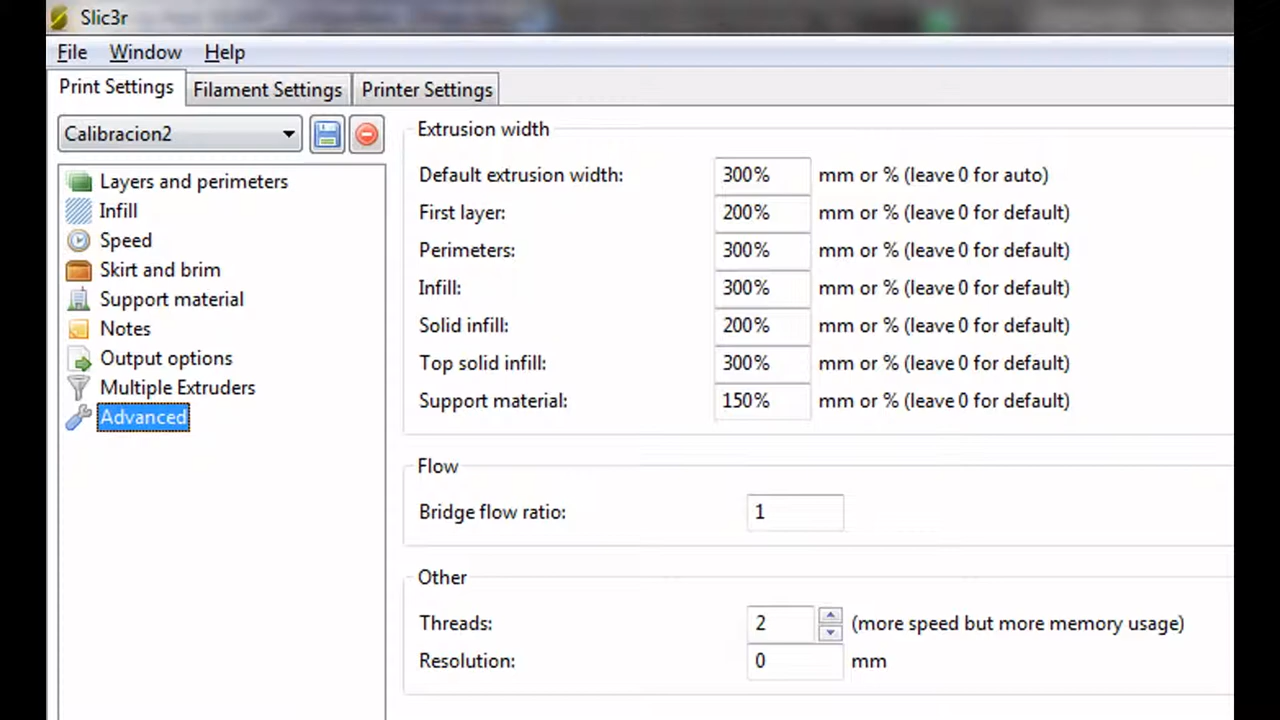 Slic3r
File Window Help
Print Settings Filament Settings Printer Settings
Calibracion2
Layers and perimeters
Infill
Speed
Skirt and brim
Support material
Notes
Output options
Multiple Extruders
Advanced
Extrusion width
Default extrusion width: 300% mm or % (leave 0 for auto)
First layer: 200% mm or % (leave 0 for default)
Perimeters: 300% mm or % (leave 0 for default)
Infill: 300% mm or % (leave 0 for default)
Solid infill: 200% mm or % (leave 0 for default)
Top solid infill: 300% mm or % (leave 0 for default)
Support material: 150% mm or % (leave 0 for default)
Flow
Bridge flow ratio: 1
Other
Threads: 2 (more speed but more memory usage)
Resolution: 0 mm